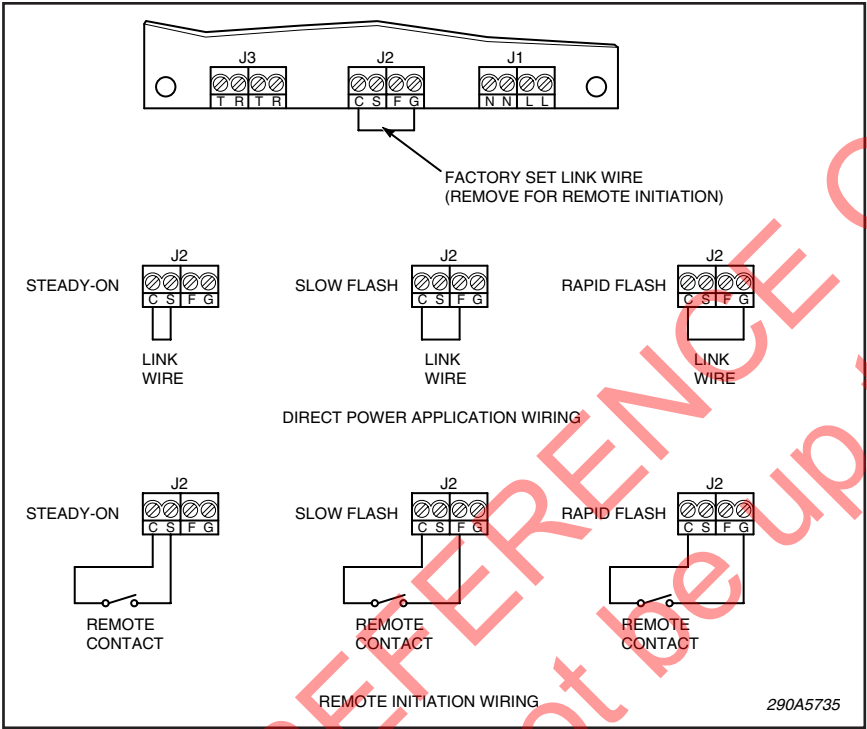 J3 J2 J1
T R T R C S F G N N L L
FACTORY SET LINK WIRE
(REMOVE FOR REMOTE INITIATION)
J2 J2 J2
STEADY-ON SLOW FLASH RAPID FLASH
C S F G C S F G C S F G
LINK LINK LINK
WIRE WIRE WIRE
DIRECT POWER APPLICATION WIRING
J2 J2 J2
STEADY-ON SLOW FLASH RAPID FLASH
C S F G C S F G C S F G
REMOTE REMOTE REMOTE
CONTACT CONTACT CONTACT
REMOTE INITIATION WIRING
290A5735
REFERENCE
be up